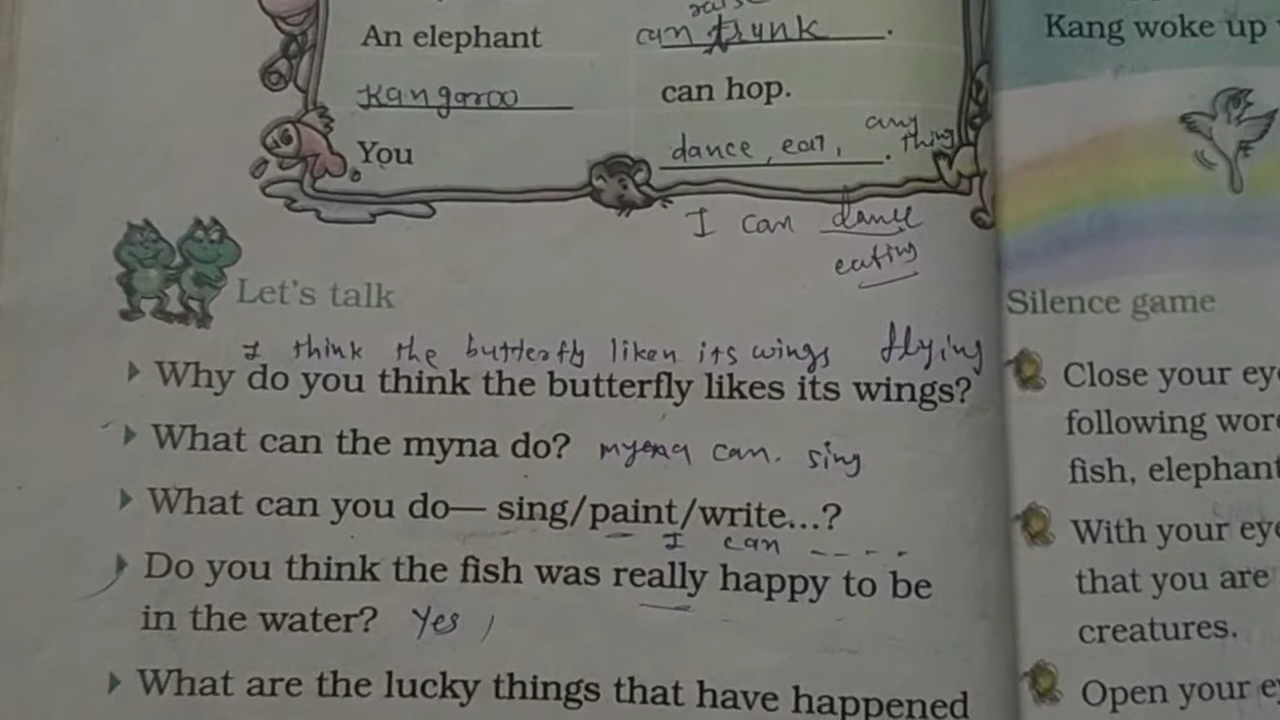 raise
An elephant can trunk.
Kangaroo can hop.
any
You dance, eat, thing.
I can dance
eating
Let's talk
I think the butterfly likes its wings flying
Why do you think the butterfly likes its wings?
What can the myna do? myena can. sing
What can you do— sing/paint/write...?
I can ----
Do you think the fish was really happy to be
in the water? Yes,
What are the lucky things that have happened
Kang woke up
Silence game
Close your eye
following wor
fish, elephant
With your eye
that you are
creatures.
Open your e